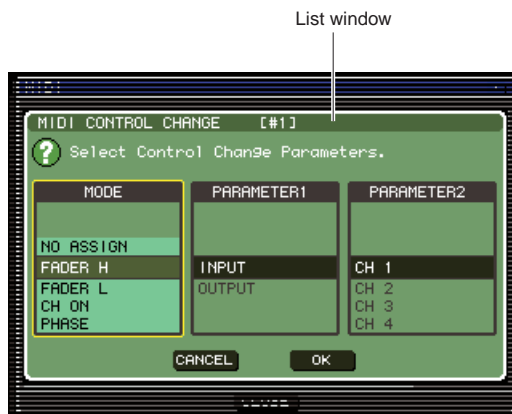 List window
MIDI
MIDI CONTROL CHANGE [#1]
Select Control Change Parameters.
MODE
NO ASSIGN
FADER H
FADER L
CH ON
PHASE
PARAMETER1
INPUT
OUTPUT
PARAMETER2
CH 1
CH 2
CH 3
CH 4
CANCEL
OK